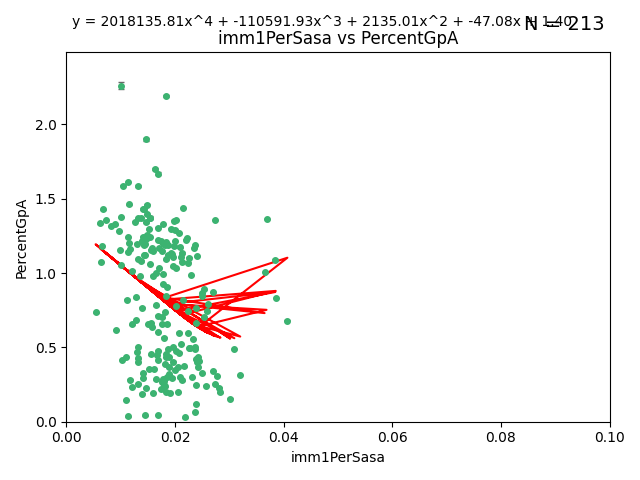 y = 2018135.81x^4 + -110591.93x^3 + 2135.01x^2 + -47.08x + 1.40
N = 213
imm1PerSasa vs PercentGpA
PercentGpA
2.0
1.5
1.0
0.5
0.0
0.00 0.02 0.04 0.06 0.08 0.10
imm1PerSasa